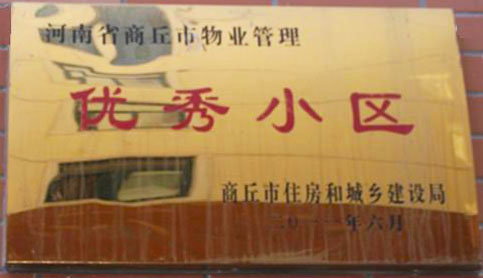 河南省商丘市物业管理
优秀小区
商丘市住房和城乡建设局
二〇一一年六月